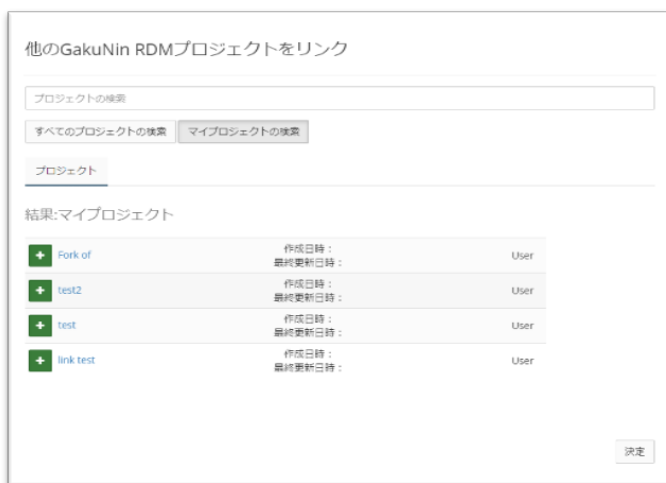 他のGakuNin RDMプロジェクトをリンク
プロジェクトの検索
すべてのプロジェクトの検索 マイプロジェクトの検索
プロジェクト
結果:マイプロジェクト
Fork of 作成日時: User
最終更新日時:
test2 作成日時: User
最終更新日時:
test 作成日時: User
最終更新日時:
link test 作成日時: User
最終更新日時:
決定